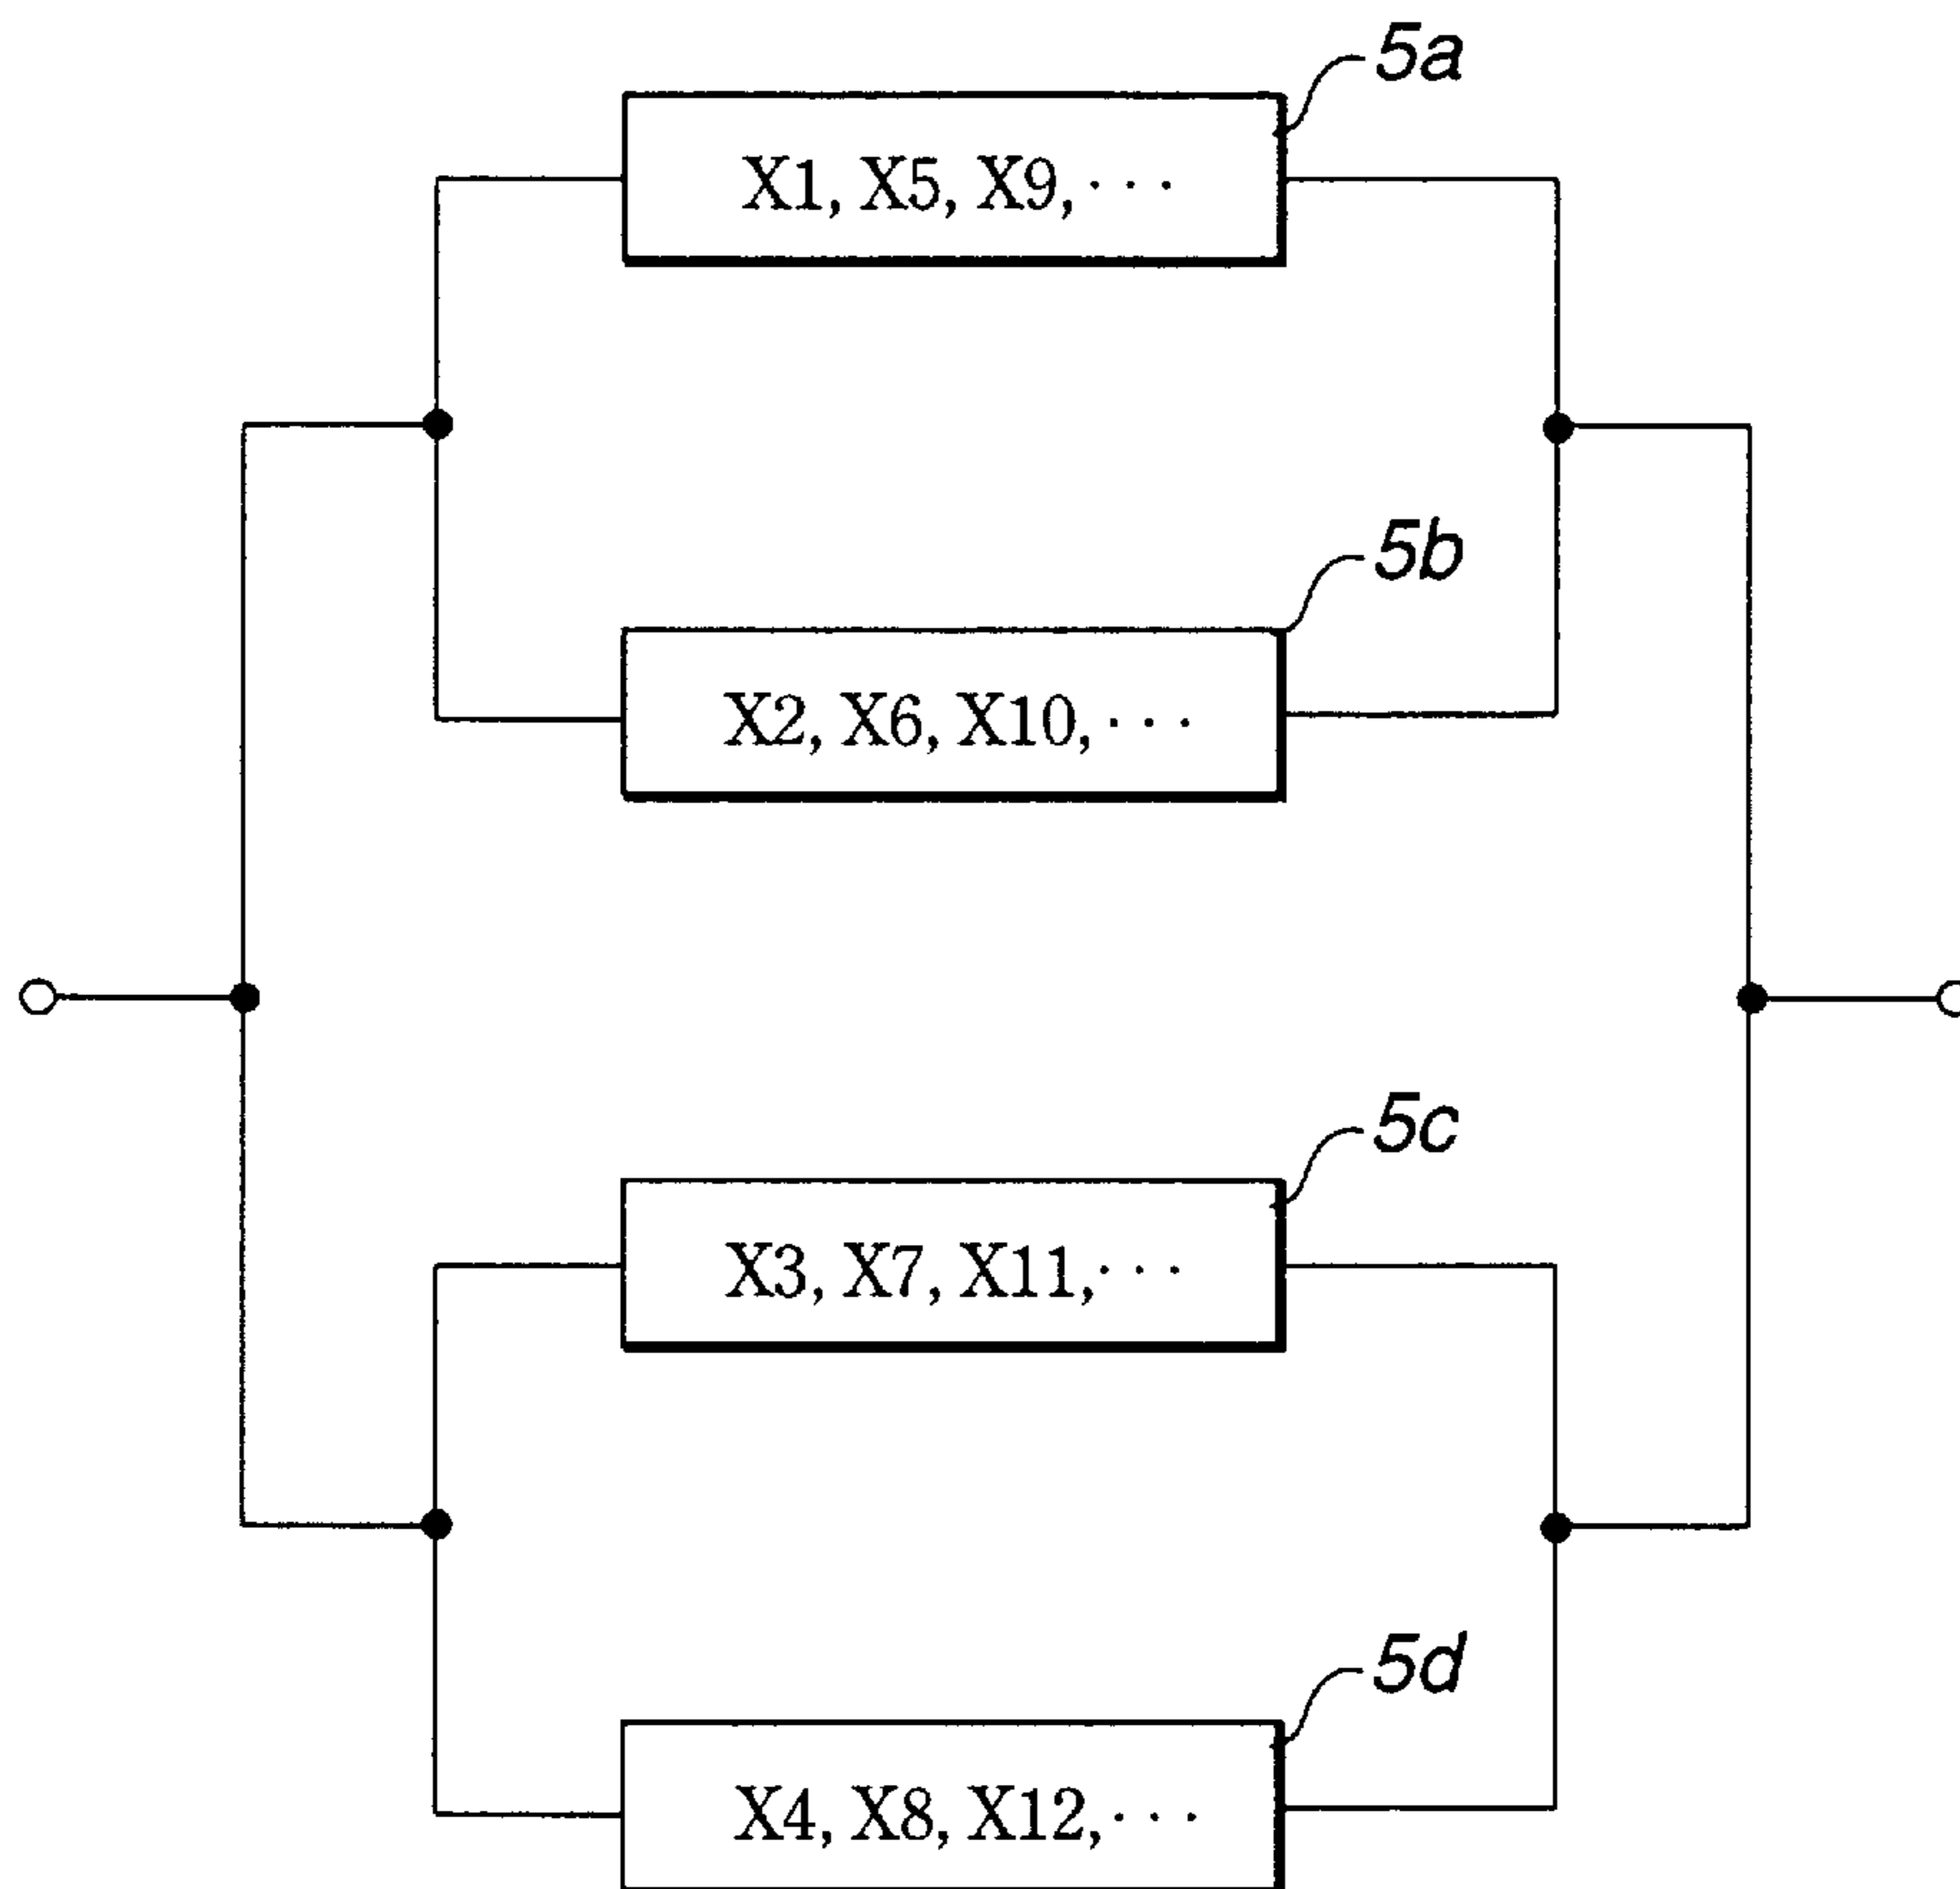 5a
X1, X5, X9, ···
5b
X2, X6, X10, ···
5c
X3, X7, X11, ···
5d
X4, X8, X12, ···